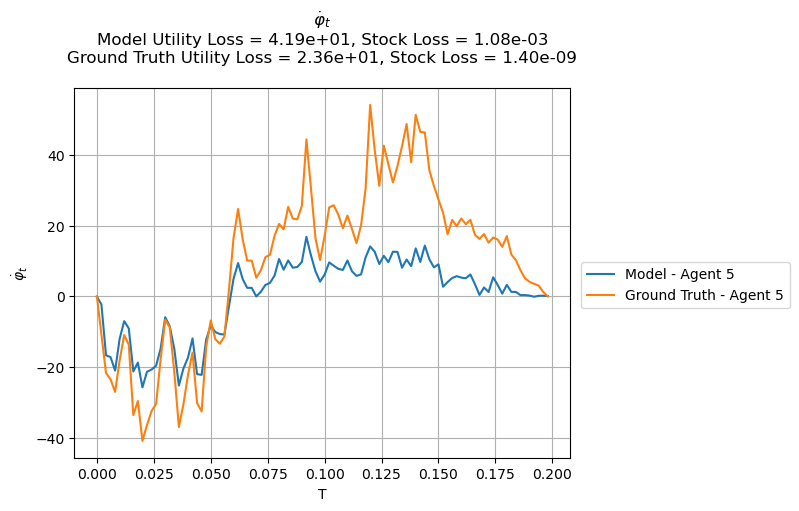 φ̇ₜ
Model Utility Loss = 4.19e+01, Stock Loss = 1.08e-03
Ground Truth Utility Loss = 2.36e+01, Stock Loss = 1.40e-09
φ̇ₜ
40
20
0
−20
−40
0.000 0.025 0.050 0.075 0.100 0.125 0.150 0.175 0.200
T
Model - Agent 5
Ground Truth - Agent 5